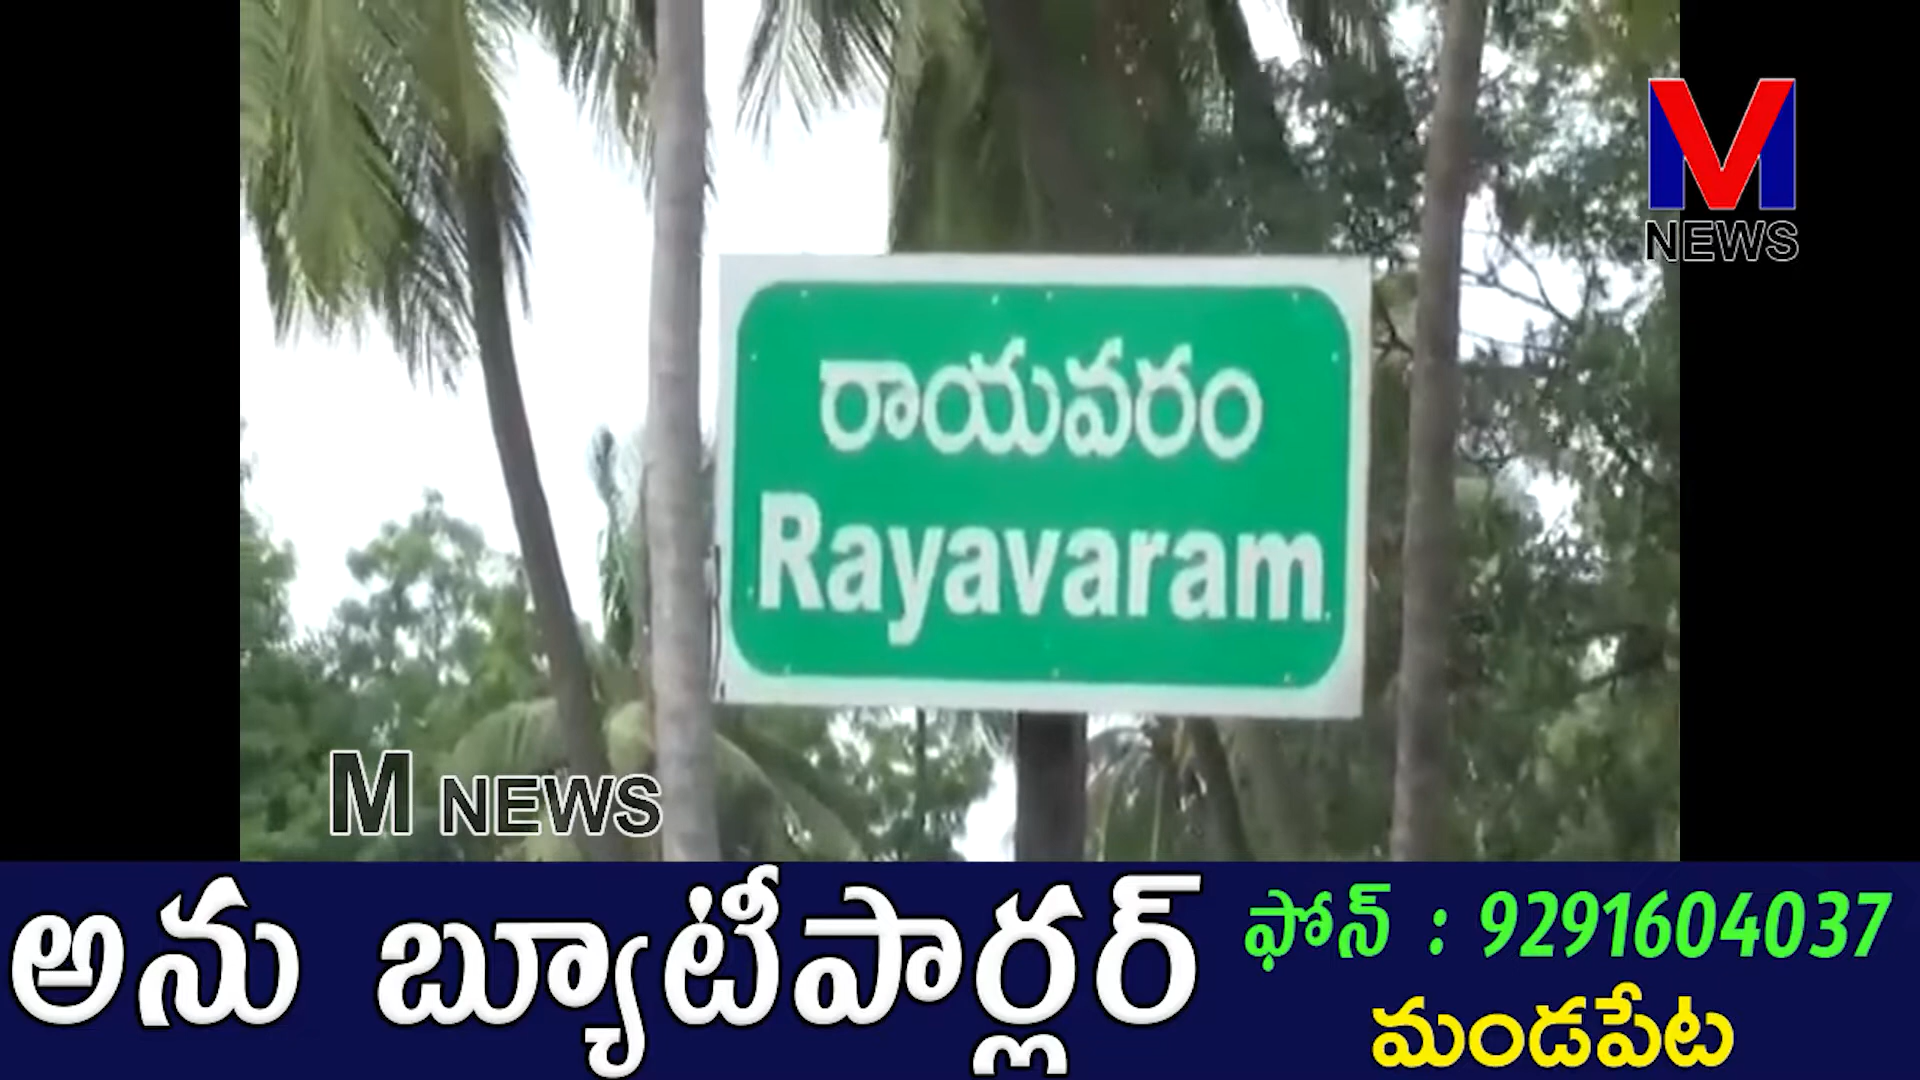 M
NEWS
రాయవరం
Rayavaram
M NEWS
అను బ్యూటీపార్లర్
ఫోన్ : 9291604037
మండపేట